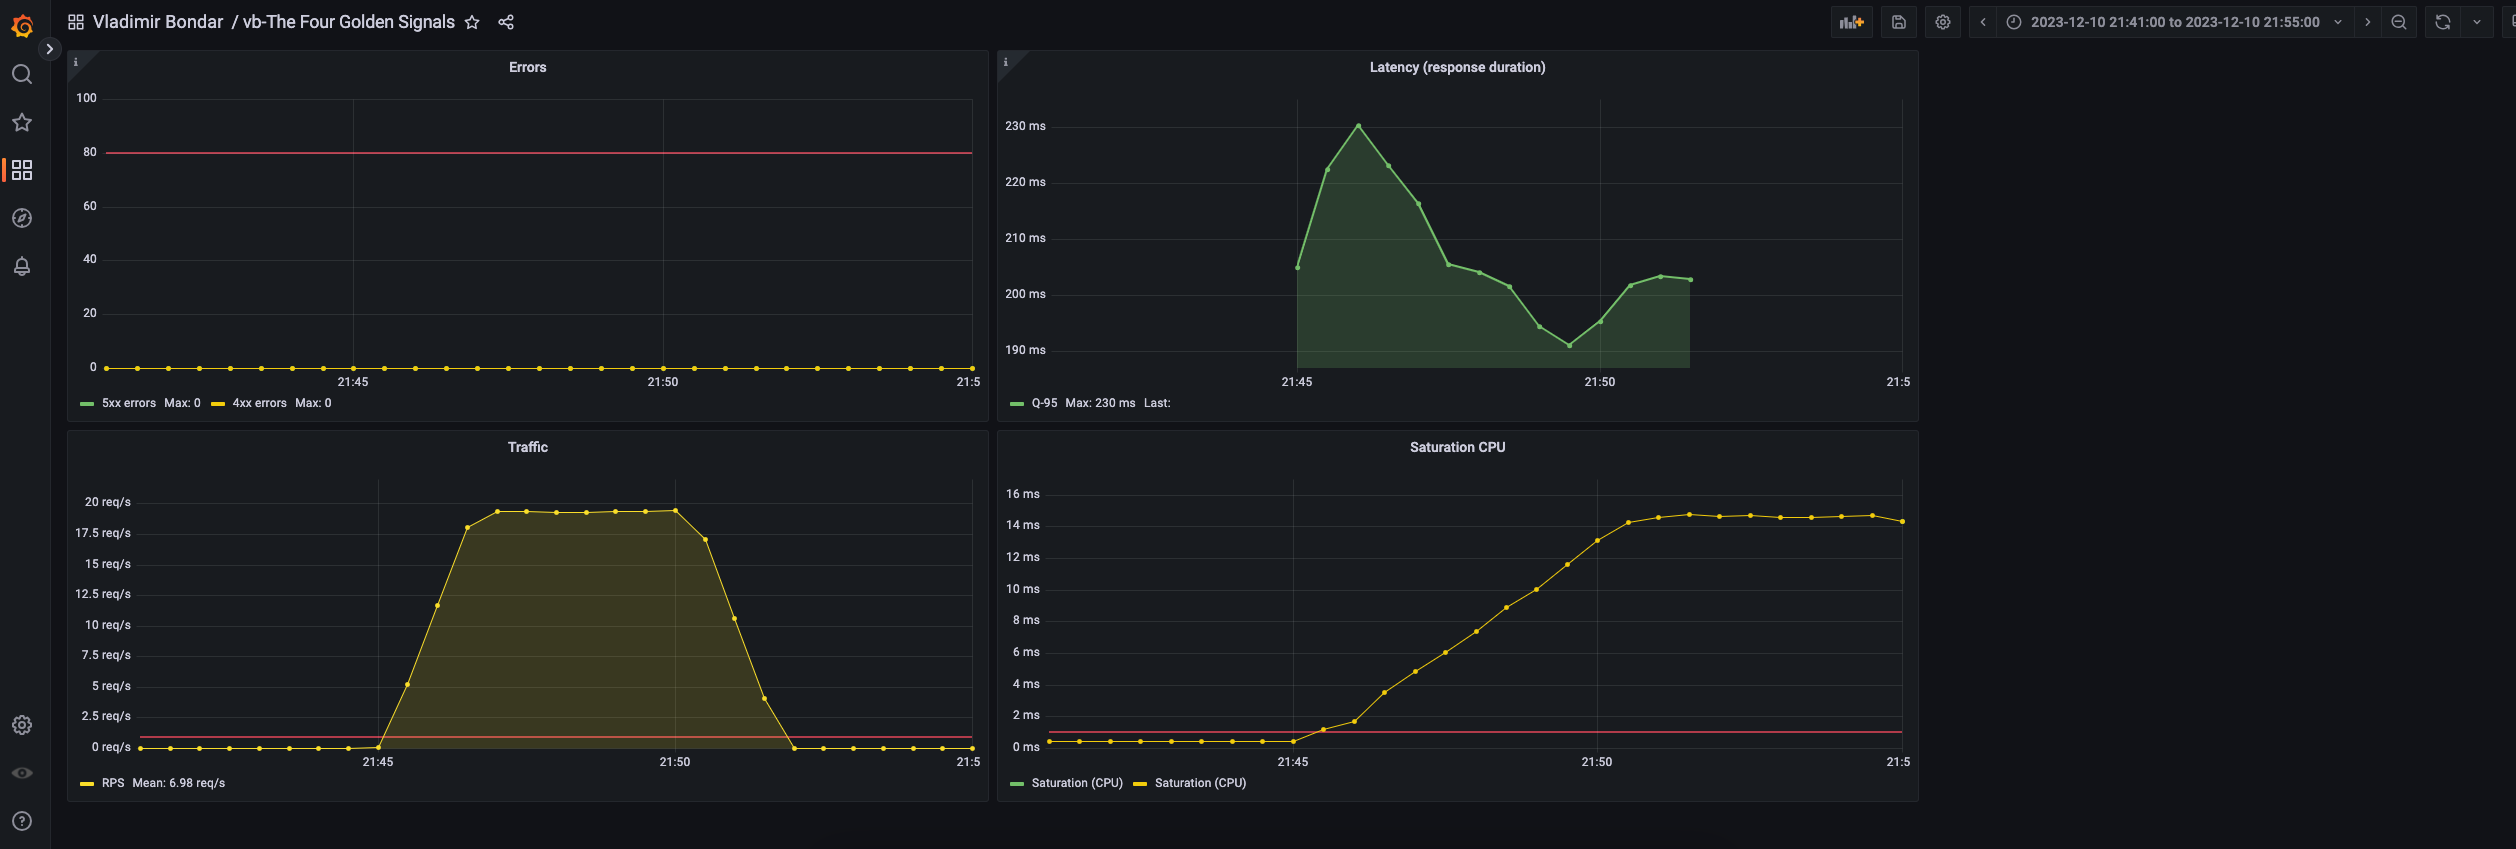 Vladimir Bondar / vb-The Four Golden Signals
2023-12-10 21:41:00 to 2023-12-10 21:55:00
i
Errors
100
80
60
40
20
0
21:45 21:50 21:5
5xx errors Max: 0 4xx errors Max: 0
i
Latency (response duration)
230 ms
220 ms
210 ms
200 ms
190 ms
21:45 21:50 21:5
Q-95 Max: 230 ms Last:
Traffic
20 req/s
17.5 req/s
15 req/s
12.5 req/s
10 req/s
7.5 req/s
5 req/s
2.5 req/s
0 req/s
21:45 21:50 21:5
RPS Mean: 6.98 req/s
Saturation CPU
16 ms
14 ms
12 ms
10 ms
8 ms
6 ms
4 ms
2 ms
0 ms
21:45 21:50 21:5
Saturation (CPU) Saturation (CPU)